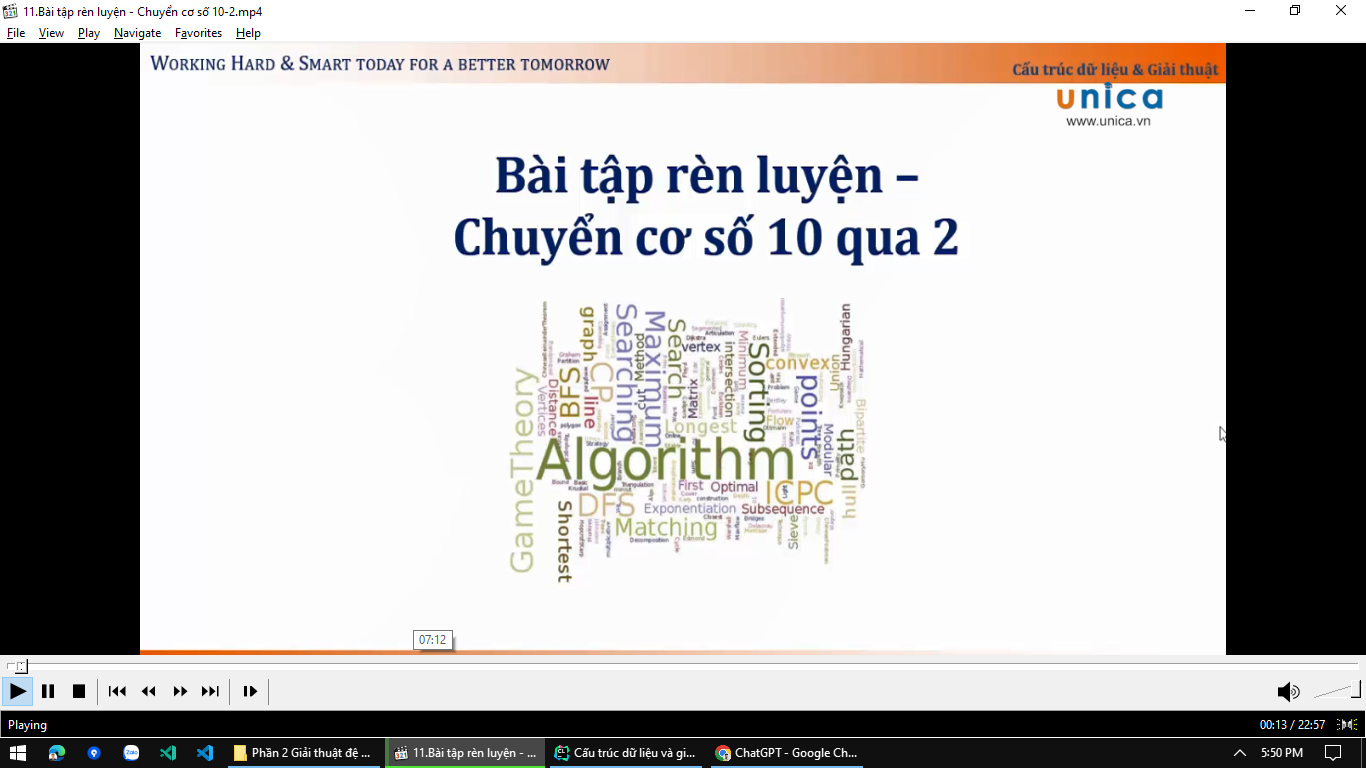 11.Bài tập rèn luyện - Chuyển cơ số 10-2.mp4
File View Play Navigate Favorites Help
WORKING HARD & SMART TODAY FOR A BETTER TOMORROW
Cấu trúc dữ liệu & Giải thuật
unica
www.unica.vn
Bài tập rèn luyện –
Chuyển cơ số 10 qua 2
GameTheory
Vertices
Distance
BFS
graph
line
CP
Searching
cut
Method
Maximum
Search
vertex
Matrix
intersection
Minimum
Sorting
convex
points
Union
Hungarian
Bipartite
Longest
Flow
Modular
path
Algorithm
hull
Shortest
DFS
First
Optimal
ICPC
Exponentiation
Subsequence
Matching
Sieve
07:12
Playing
00:13 / 22:57
Phần 2 Giải thuật đệ ...
11.Bài tập rèn luyện - ...
Cấu trúc dữ liệu và gi...
ChatGPT - Google Ch...
5:50 PM